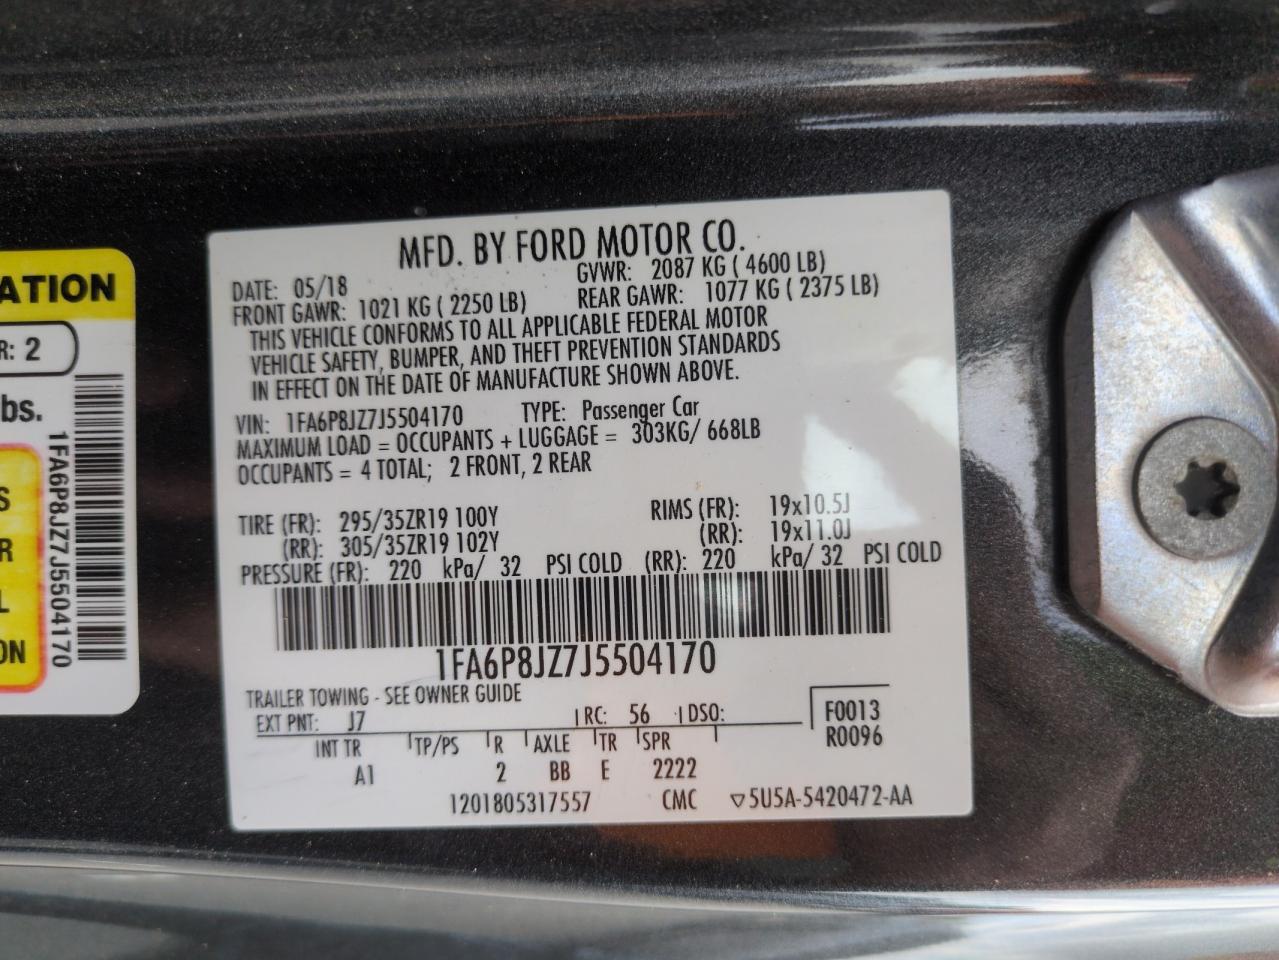 ATION
R: 2
bs.
1FA6P8JZ7J5504170
S
R
L
ON
MFD. BY FORD MOTOR CO.
DATE: 05/18 GVWR: 2087 KG ( 4600 LB)
FRONT GAWR: 1021 KG ( 2250 LB) REAR GAWR: 1077 KG ( 2375 LB)
THIS VEHICLE CONFORMS TO ALL APPLICABLE FEDERAL MOTOR
VEHICLE SAFETY, BUMPER, AND THEFT PREVENTION STANDARDS
IN EFFECT ON THE DATE OF MANUFACTURE SHOWN ABOVE.
VIN: 1FA6P8JZ7J5504170 TYPE: Passenger Car
MAXIMUM LOAD = OCCUPANTS + LUGGAGE = 303KG/ 668LB
OCCUPANTS = 4 TOTAL; 2 FRONT, 2 REAR
TIRE (FR): 295/35ZR19 100Y RIMS (FR): 19x10.5J
(RR): 305/35ZR19 102Y (RR): 19x11.0J
PRESSURE (FR): 220 kPa/ 32 PSI COLD (RR): 220 kPa/ 32 PSI COLD
1FA6P8JZ7J5504170
TRAILER TOWING - SEE OWNER GUIDE
EXT PNT: J7 RC: 56 DSO: F0013
INT TR TP/PS R AXLE TR SPR R0096
A1 2 BB E 2222
1201805317557 CMC ▽5U5A-5420472-AA